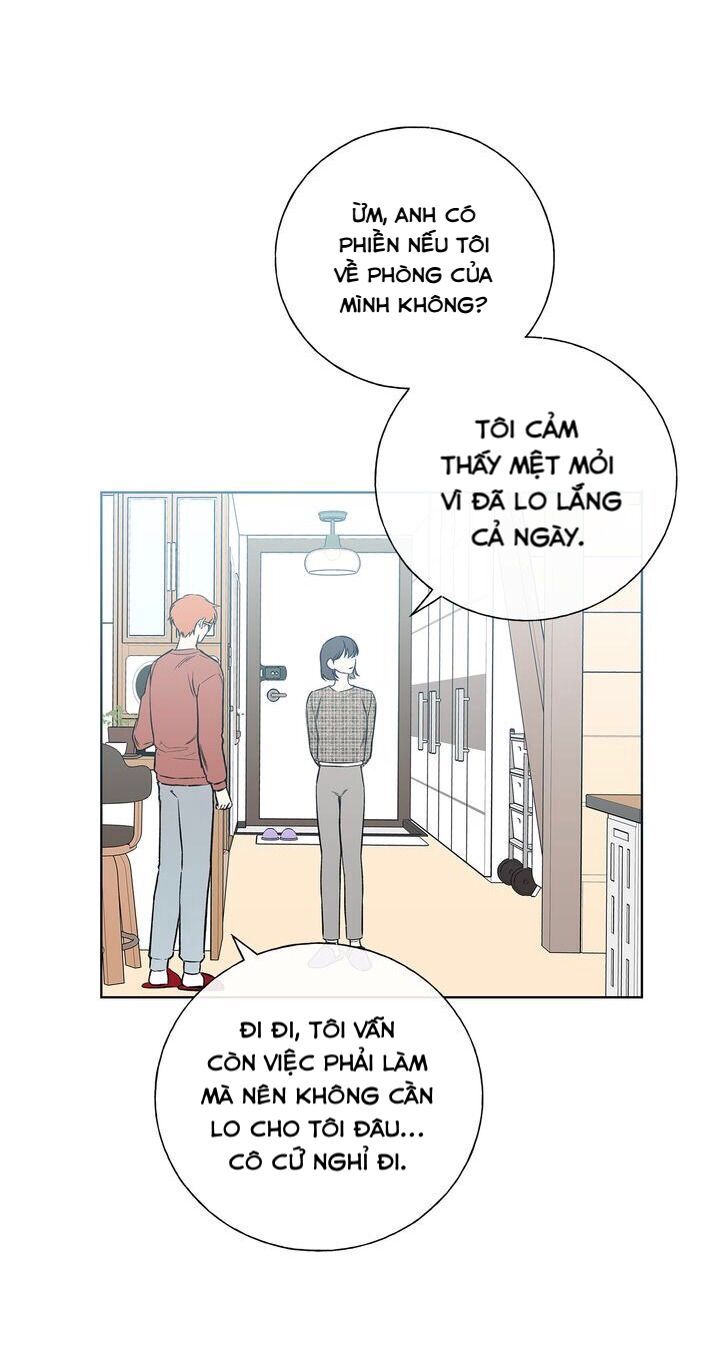 ỪM, ANH CÓ
PHIỀN NẾU TÔI
VỀ PHÒNG CỦA
MÌNH KHÔNG?
TÔI CẢM
THẤY MỆT MỎI
VÌ ĐÃ LO LẮNG
CẢ NGÀY.
ĐI ĐI, TÔI VẪN
CÒN VIỆC PHẢI LÀM
MÀ NÊN KHÔNG CẦN
LO CHO TÔI ĐÂU...
CÔ CỨ NGHỈ ĐI.